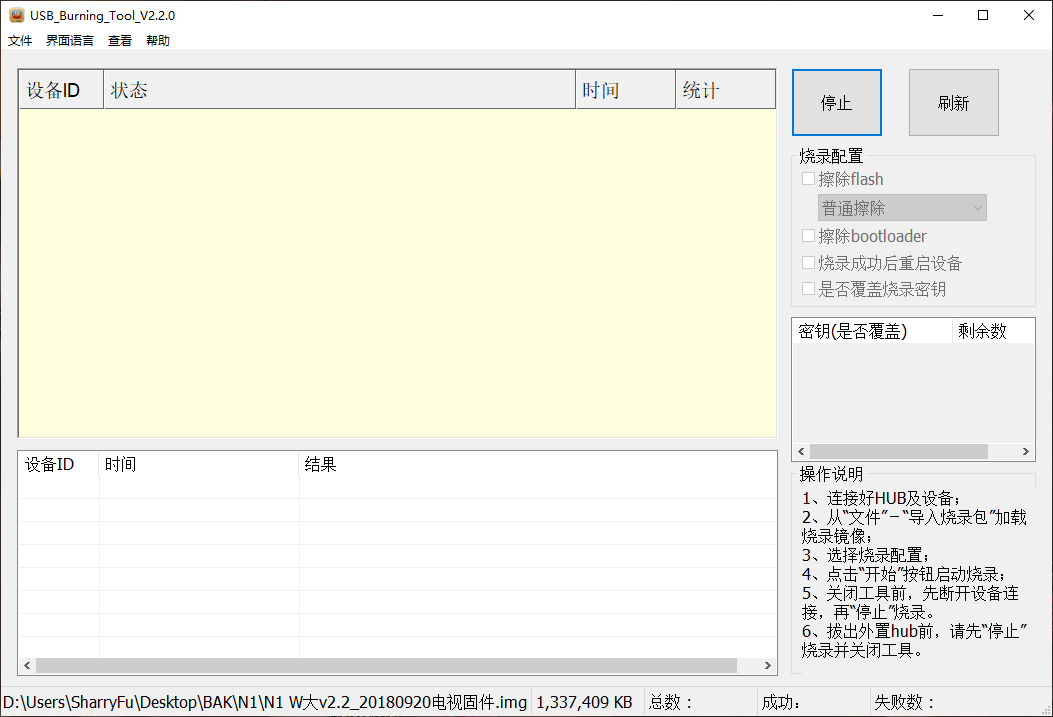 USB_Burning_Tool_V2.2.0
文件 界面语言 查看 帮助
设备ID 状态 时间 统计
停止 刷新
烧录配置
擦除flash
普通擦除
擦除bootloader
烧录成功后重启设备
是否覆盖烧录密钥
密钥(是否覆盖) 剩余数
设备ID 时间 结果
操作说明
1、连接好HUB及设备；
2、从“文件”－“导入烧录包”加载
烧录镜像；
3、选择烧录配置；
4、点击“开始”按钮启动烧录；
5、关闭工具前，先断开设备连
接，再“停止”烧录。
6、拔出外置hub前，请先“停止”
烧录并关闭工具。
D:\Users\SharryFu\Desktop\BAK\N1\N1 W大v2.2_20180920电视固件.img 1,337,409 KB 总数： 成功： 失败数：